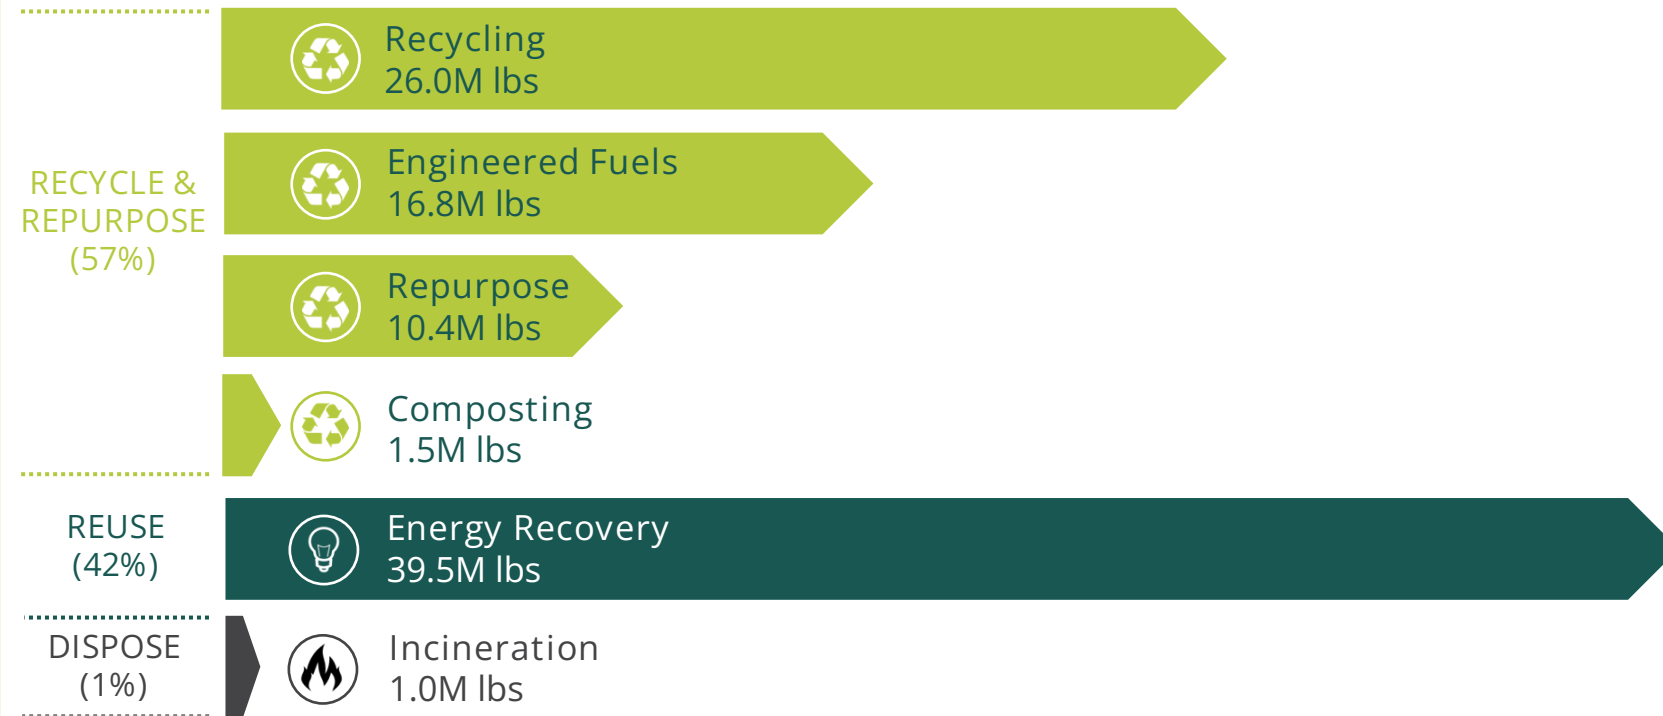 Recycling
26.0M lbs
RECYCLE &
REPURPOSE
(57%)
Engineered Fuels
16.8M lbs
Repurpose
10.4M lbs
Composting
1.5M lbs
REUSE
(42%)
Energy Recovery
39.5M lbs
DISPOSE
(1%)
Incineration
1.0M lbs